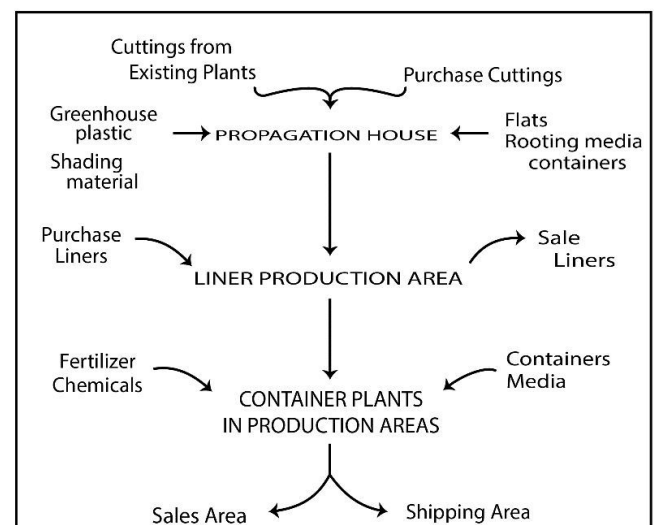 Cuttings from
Existing Plants
Purchase Cuttings
Greenhouse
plastic
Shading
material
PROPAGATION HOUSE
Flats
Rooting media
containers
Purchase
Liners
LINER PRODUCTION AREA
Sale
Liners
Fertilizer
Chemicals
CONTAINER PLANTS
IN PRODUCTION AREAS
Containers
Media
Sales Area
Shipping Area